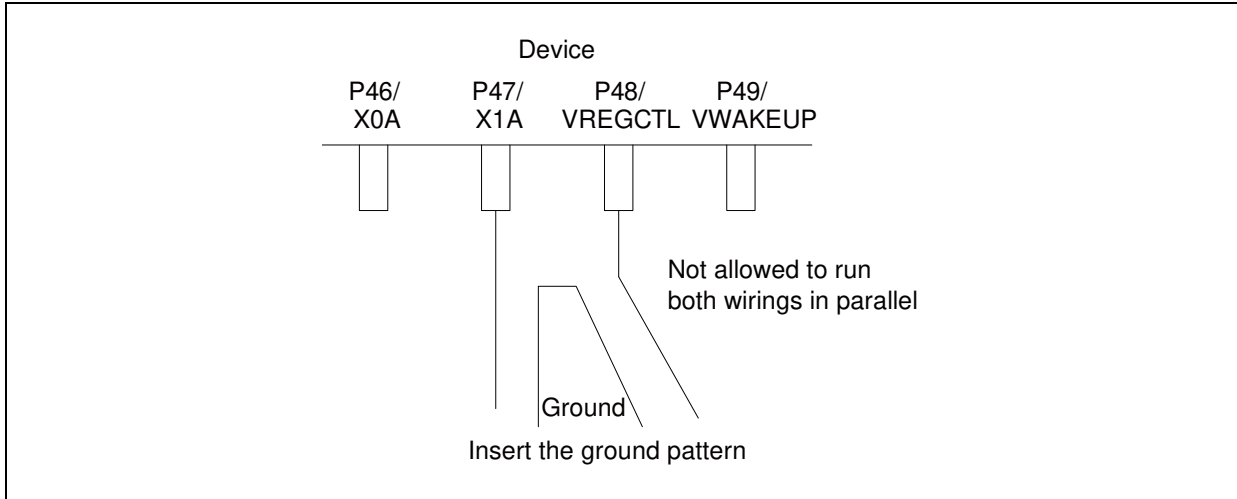 Device
P46/ P47/ P48/ P49/
X0A X1A VREGCTL VWAKEUP
Not allowed to run
both wirings in parallel
Ground
Insert the ground pattern